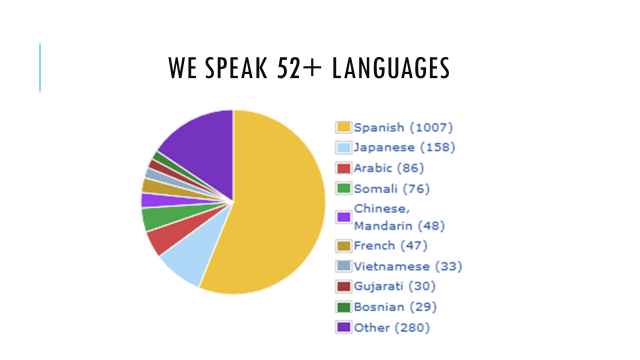 WE SPEAK 52+ LANGUAGES
Spanish (1007)
Japanese (158)
Arabic (86)
Somali (76)
Chinese,
Mandarin (48)
French (47)
Vietnamese (33)
Gujarati (30)
Bosnian (29)
Other (280)